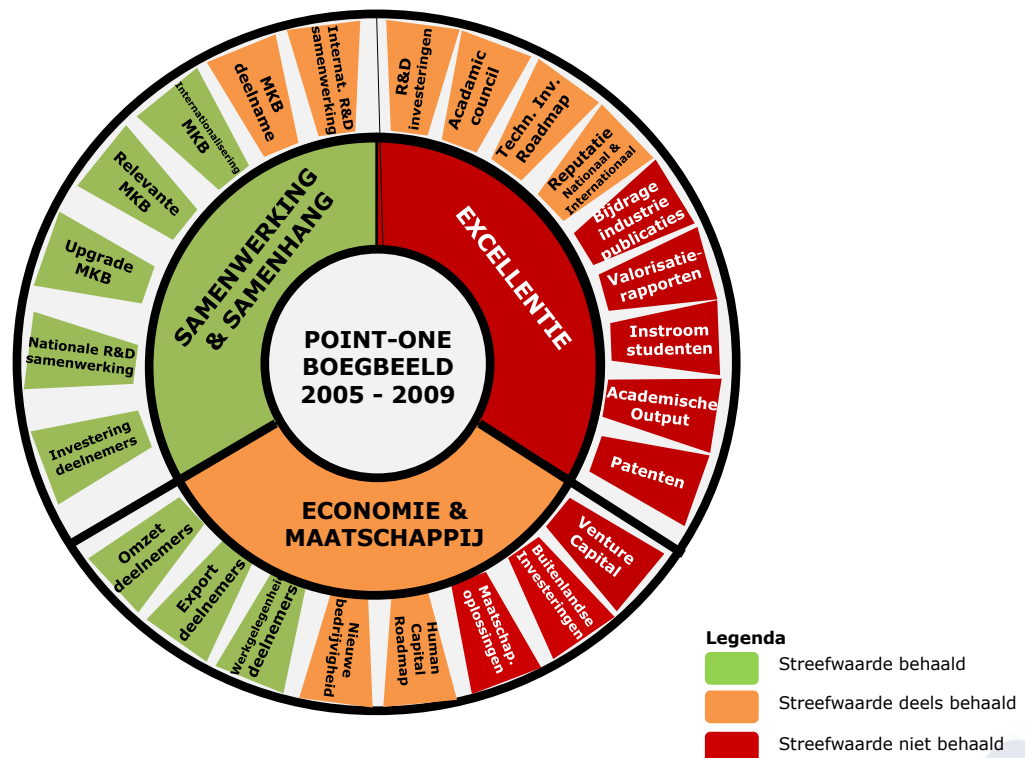 Internat. R&D
samenwerking
MKB
deelname
Internationalisering
MKB
Relevante
MKB
Upgrade
MKB
Nationale R&D
samenwerking
Investering
deelnemers
R&D
investeringen
Acadamic
council
Techn. Inv.
Roadmap
Reputatie
Nationaal &
Internationaal
Bijdrage
industrie
publicaties
Valorisatie-
rapporten
Instroom
studenten
Academische
Output
Patenten
Venture
Capital
Buitenlandse
Investeringen
Maatschap.
oplossingen
Human
Capital
Roadmap
Nieuwe
bedrijvigheid
Werkgelegenheid
deelnemers
Export
deelnemers
Omzet
deelnemers
SAMENWERKING
& SAMENHANG
EXCELLENTIE
ECONOMIE &
MAATSCHAPPIJ
POINT-ONE
BOEGBEELD
2005 - 2009
Legenda
Streefwaarde behaald
Streefwaarde deels behaald
Streefwaarde niet behaald